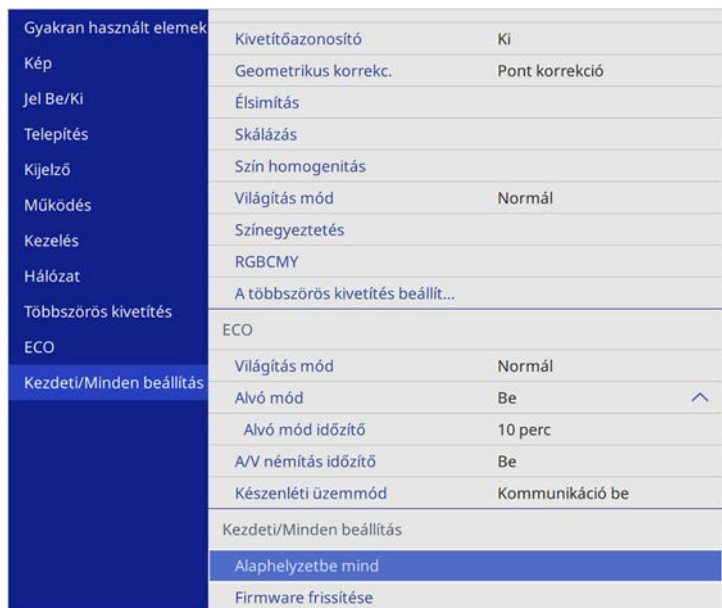 Gyakran használt elemek
Kép
Jel Be/Ki
Telepítés
Kijelző
Működés
Kezelés
Hálózat
Többszörös kivetítés
ECO
Kezdeti/Minden beállítás
Kivetítőazonosító Ki
Geometrikus korrekc. Pont korrekció
Élsimítás
Skálázás
Szín homogenitás
Világítás mód Normál
Színegyeztetés
RGBCMY
A többszörös kivetítés beállít...
ECO
Világítás mód Normál
Alvó mód Be
Alvó mód időzítő 10 perc
A/V némítás időzítő Be
Készenléti üzemmód Kommunikáció be
Kezdeti/Minden beállítás
Alaphelyzetbe mind
Firmware frissítése